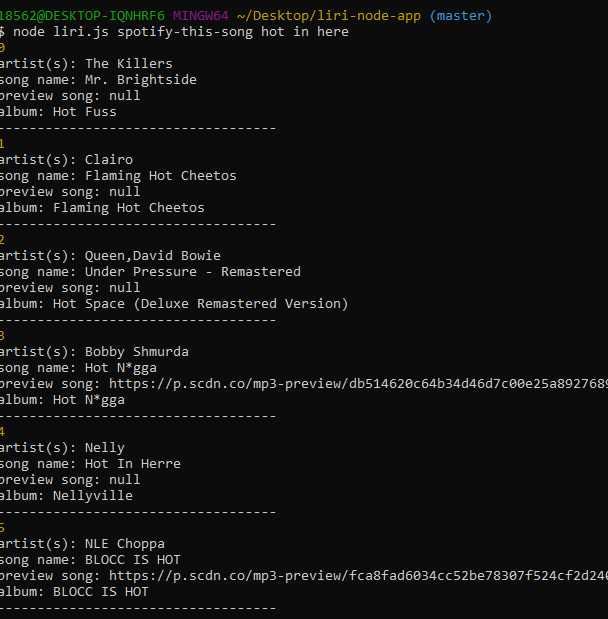 18562@DESKTOP-IQNHRF6 MINGW64 ~/Desktop/liri-node-app (master)
$ node liri.js spotify-this-song hot in here
0
artist(s): The Killers
song name: Mr. Brightside
preview song: null
album: Hot Fuss
-----------------------------------
1
artist(s): Clairo
song name: Flaming Hot Cheetos
preview song: null
album: Flaming Hot Cheetos
-----------------------------------
2
artist(s): Queen,David Bowie
song name: Under Pressure - Remastered
preview song: null
album: Hot Space (Deluxe Remastered Version)
-----------------------------------
3
artist(s): Bobby Shmurda
song name: Hot N*gga
preview song: https://p.scdn.co/mp3-preview/db514620c64b34d46d7c00e25a8927689
album: Hot N*gga
-----------------------------------
4
artist(s): Nelly
song name: Hot In Herre
preview song: null
album: Nellyville
-----------------------------------
5
artist(s): NLE Choppa
song name: BLOCC IS HOT
preview song: https://p.scdn.co/mp3-preview/fca8fad6034cc52be78307f524cf2d240
album: BLOCC IS HOT
-----------------------------------